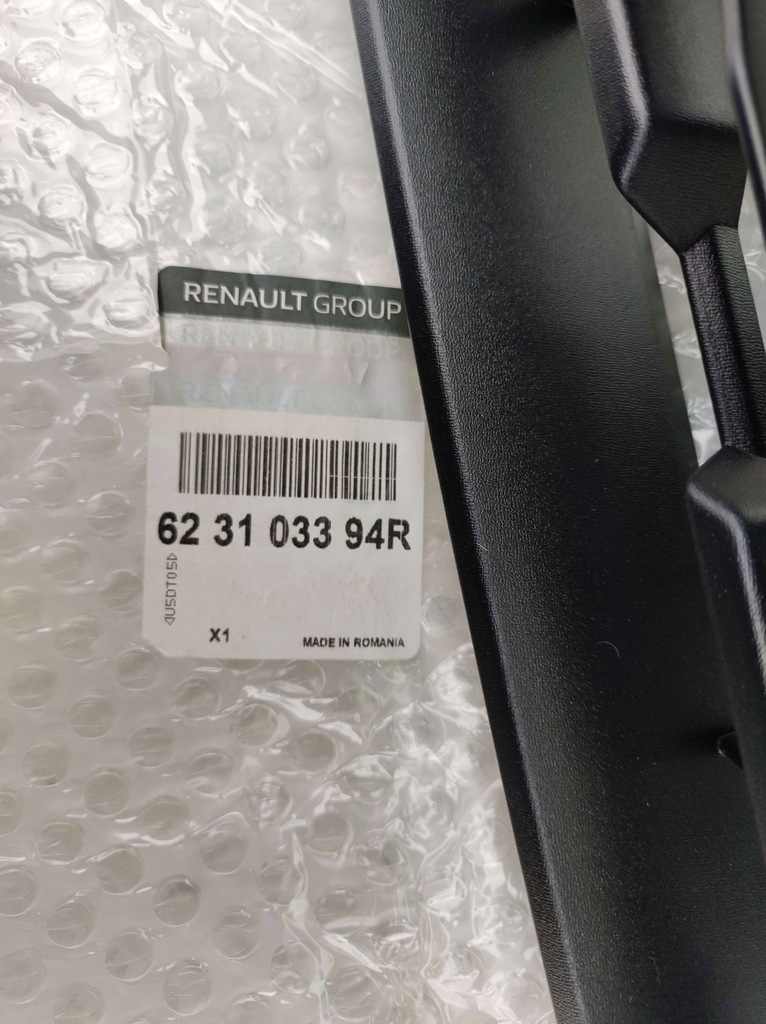 RENAULT GROUP
62 31 033 94R
U5DT05
X1
MADE IN ROMANIA